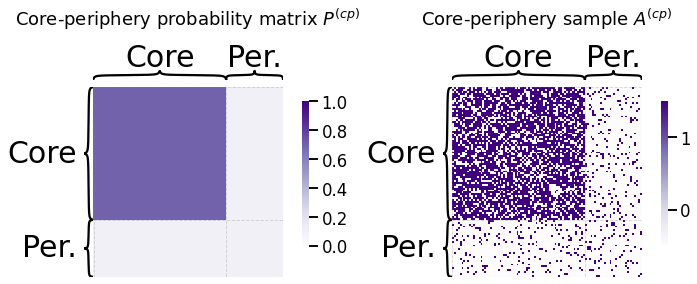 Core-periphery probability matrix P^(cp)
Core Per.
Core
Per.
1.0
0.8
0.6
0.4
0.2
0.0
Core-periphery sample A^(cp)
Core Per.
Core
Per.
1
0